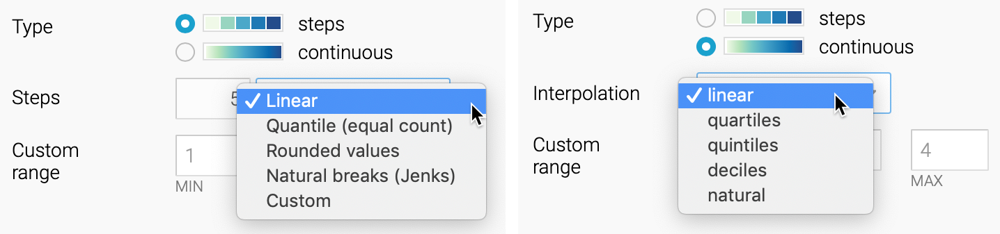 Type
steps
continuous
Steps
5
Linear
Quantile (equal count)
Rounded values
Natural breaks (Jenks)
Custom
Custom
range
1
MIN
Type
steps
continuous
Interpolation
linear
quartiles
quintiles
deciles
natural
Custom
range
4
MAX